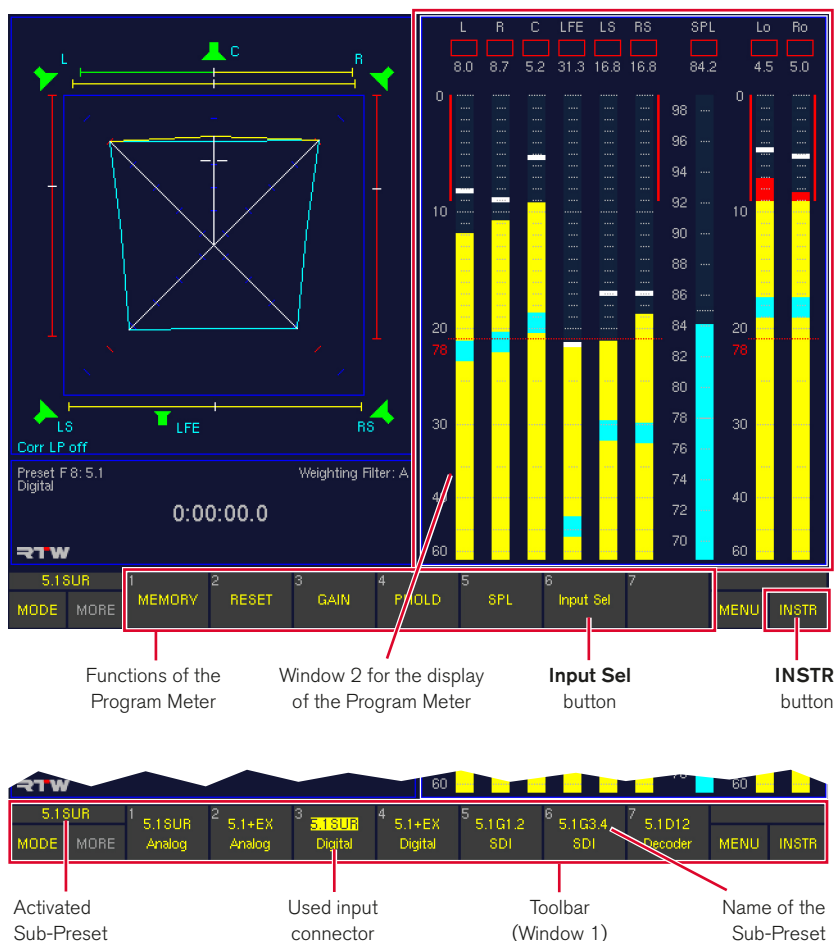 L R C LFE LS RS SPL Lo Ro
8.0 8.7 5.2 31.3 16.8 16.8 84.2 4.5 5.0
C
L R
0 0
98
96
94
92
10 10
90
88
86
84
20 20
78 78
82
80
78
30 30
76
74
40 40
72
70
60 60
LS LFE RS
Corr LP off
Preset F 8: 5.1 Weighting Filter: A
Digital
0:00:00.0
RTW
5.1SUR 1 2 3 4 5 6 7
MODE MORE MEMORY RESET GAIN PHOLD SPL Input Sel MENU INSTR
Functions of the
Program Meter
Window 2 for the display
of the Program Meter
Input Sel
button
INSTR
button
RTW 60 60
5.1SUR 1 2 3 4 5 6 7
5.1SUR 5.1+EX 5.1SUR 5.1+EX 5.1G1.2 5.1G3.4 5.1D12
MODE MORE Analog Analog Digital Digital SDI SDI Decoder MENU INSTR
Activated
Sub-Preset
Used input
connector
Toolbar
(Window 1)
Name of the
Sub-Preset